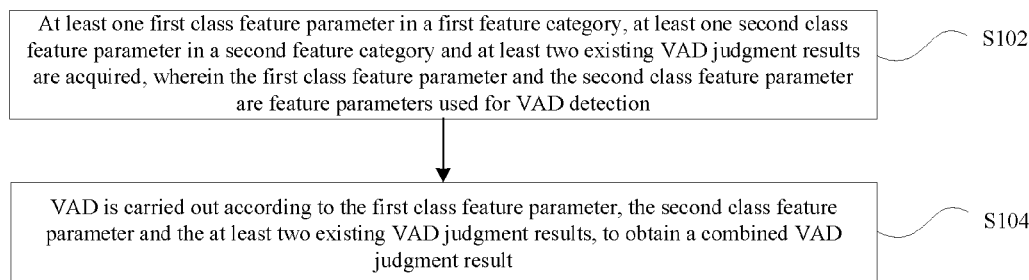 At least one first class feature parameter in a first feature category, at least one second class
feature parameter in a second feature category and at least two existing VAD judgment results
are acquired, wherein the first class feature parameter and the second class feature parameter
are feature parameters used for VAD detection
S102
VAD is carried out according to the first class feature parameter, the second class feature
parameter and the at least two existing VAD judgment results, to obtain a combined VAD
judgment result
S104